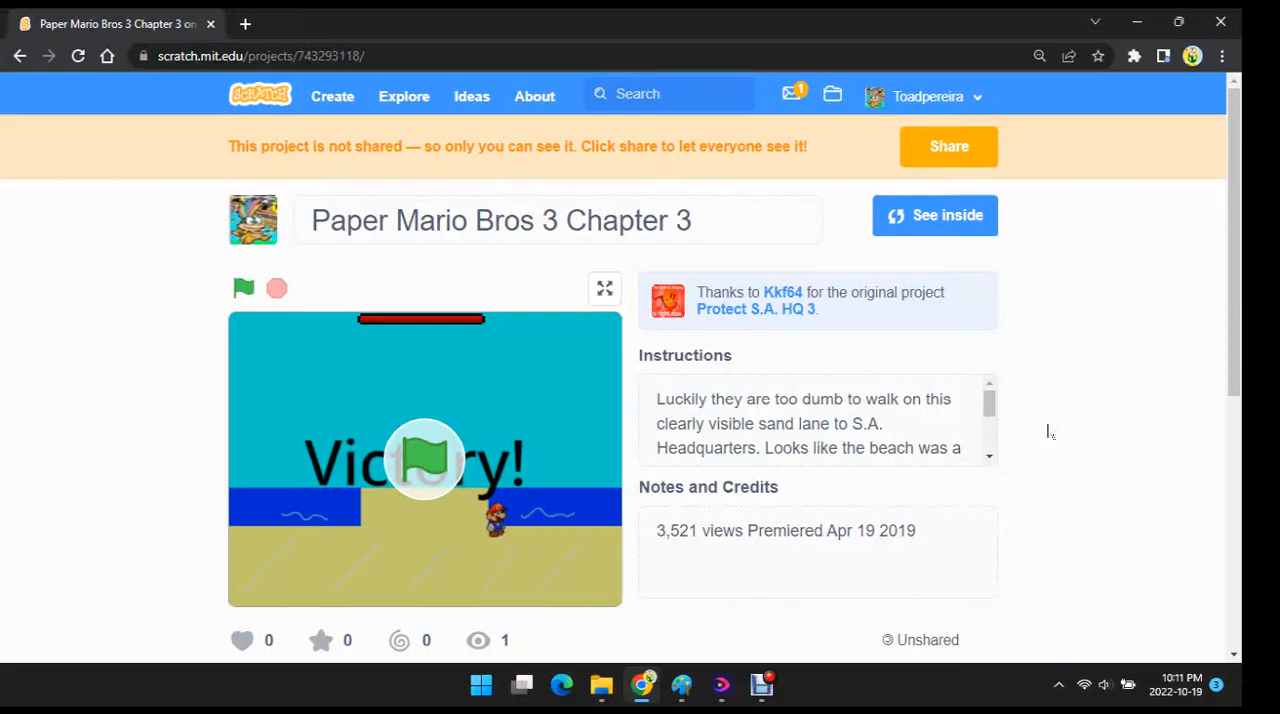 Paper Mario Bros 3 Chapter 3 on
scratch.mit.edu/projects/743293118/
SCRATCH
Create
Explore
Ideas
About
Search
1
Toadpereira
This project is not shared — so only you can see it. Click share to let everyone see it!
Share
Paper Mario Bros 3 Chapter 3
See inside
Thanks to Kkf64 for the original project
Protect S.A. HQ 3.
Victory!
Instructions
Luckily they are too dumb to walk on this
clearly visible sand lane to S.A.
Headquarters. Looks like the beach was a
Notes and Credits
3,521 views Premiered Apr 19 2019
0
0
0
1
Unshared
10:11 PM
2022-10-19
3